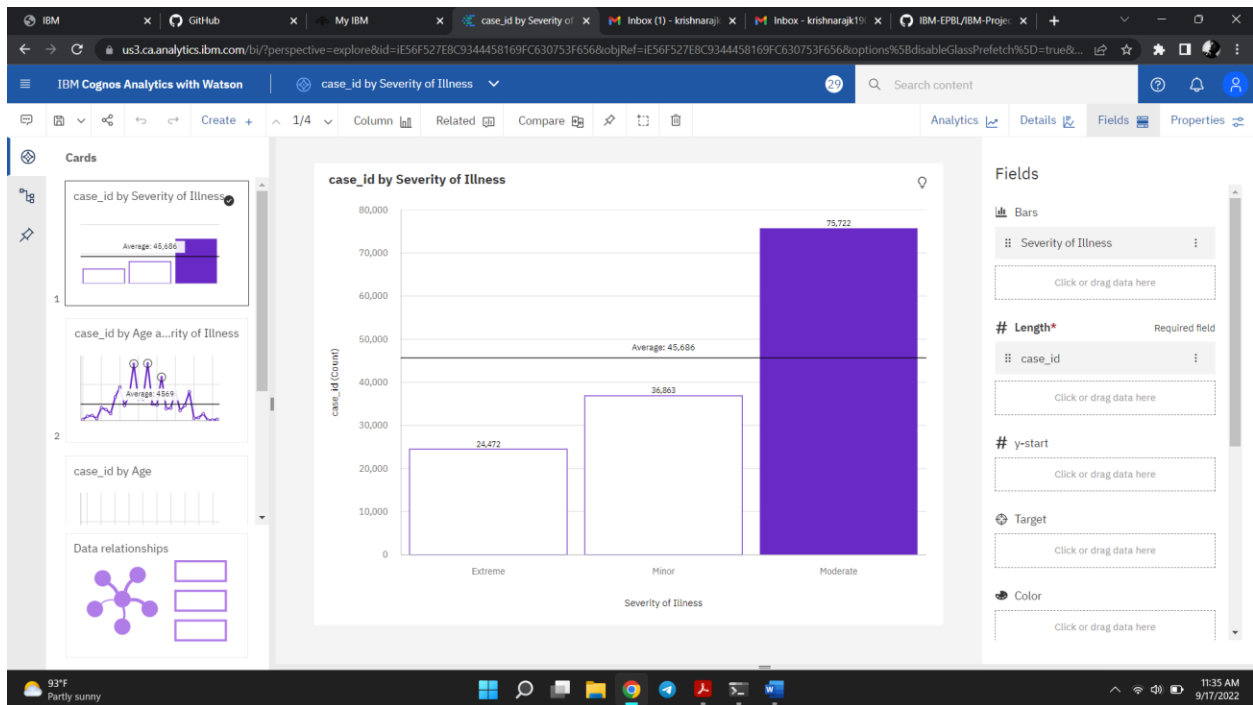 IBM
GitHub
My IBM
case_id by Severity of
Inbox (1) - krishnarajk
Inbox - krishnarajk19
IBM-EPBL/IBM-Projec
us3.ca.analytics.ibm.com/bi/?perspective=explore&id=iE56F527E8C9344458169FC630753F656&objRef=iE56F527E8C9344458169FC630753F656&options%5BdisableGlassPrefetch%5D=true&...
IBM Cognos Analytics with Watson
case_id by Severity of Illness
29
Search content
Create +
1/4
Column
Related
Compare
Analytics
Details
Fields
Properties
Cards
case_id by Severity of Illness
Average: 45,686
1
case_id by Age a...rity of Illness
Average: 4569
2
case_id by Age
Data relationships
case_id by Severity of Illness
80,000
70,000
60,000
50,000
40,000
30,000
20,000
10,000
0
case_id (Count)
75,722
Average: 45,686
36,863
24,472
Extreme
Minor
Moderate
Severity of Illness
Fields
Bars
Severity of Illness
Click or drag data here
# Length*
Required field
case_id
Click or drag data here
# y-start
Click or drag data here
Target
Click or drag data here
Color
Click or drag data here
93°F
Partly sunny
11:35 AM
9/17/2022